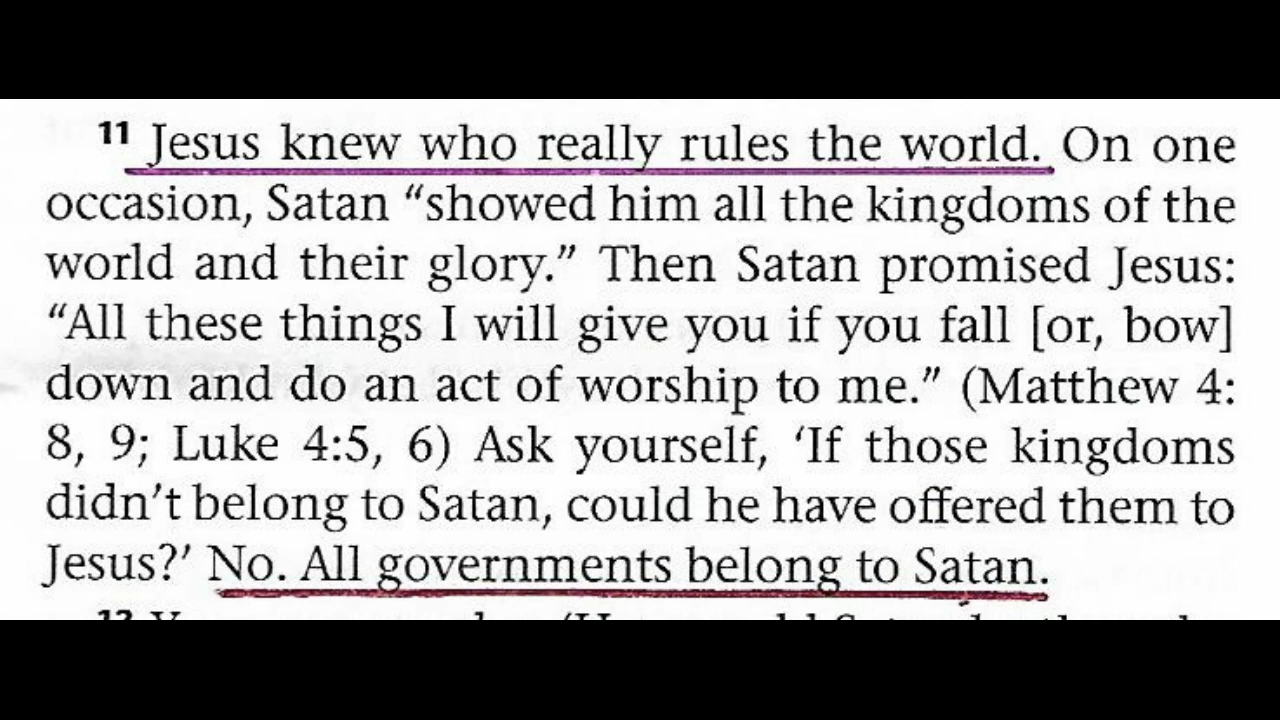 11 Jesus knew who really rules the world. On one
occasion, Satan “showed him all the kingdoms of the
world and their glory.” Then Satan promised Jesus:
“All these things I will give you if you fall [or, bow]
down and do an act of worship to me.” (Matthew 4:
8, 9; Luke 4:5, 6) Ask yourself, ‘If those kingdoms
didn’t belong to Satan, could he have offered them to
Jesus?’ No. All governments belong to Satan.